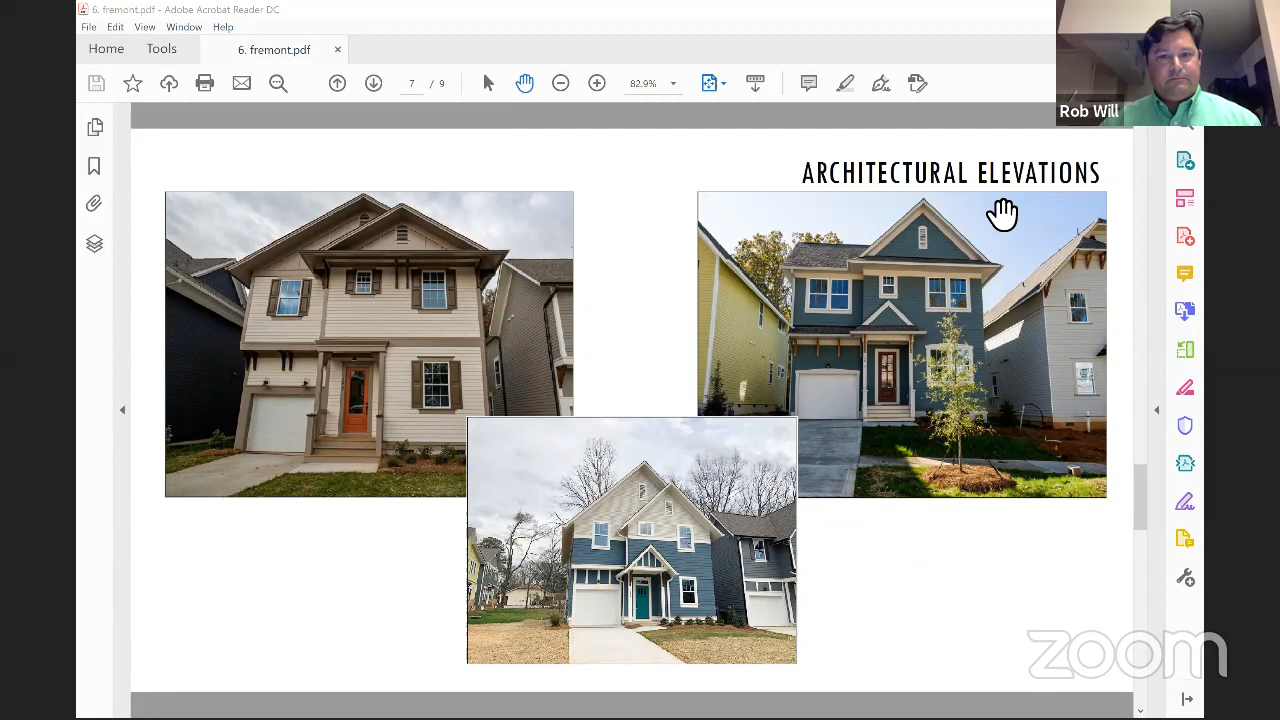 6. fremont.pdf - Adobe Acrobat Reader DC
File Edit View Window Help
Home Tools 6. fremont.pdf ×
7 / 9 82.9%
Rob Will
ARCHITECTURAL ELEVATIONS
zoom